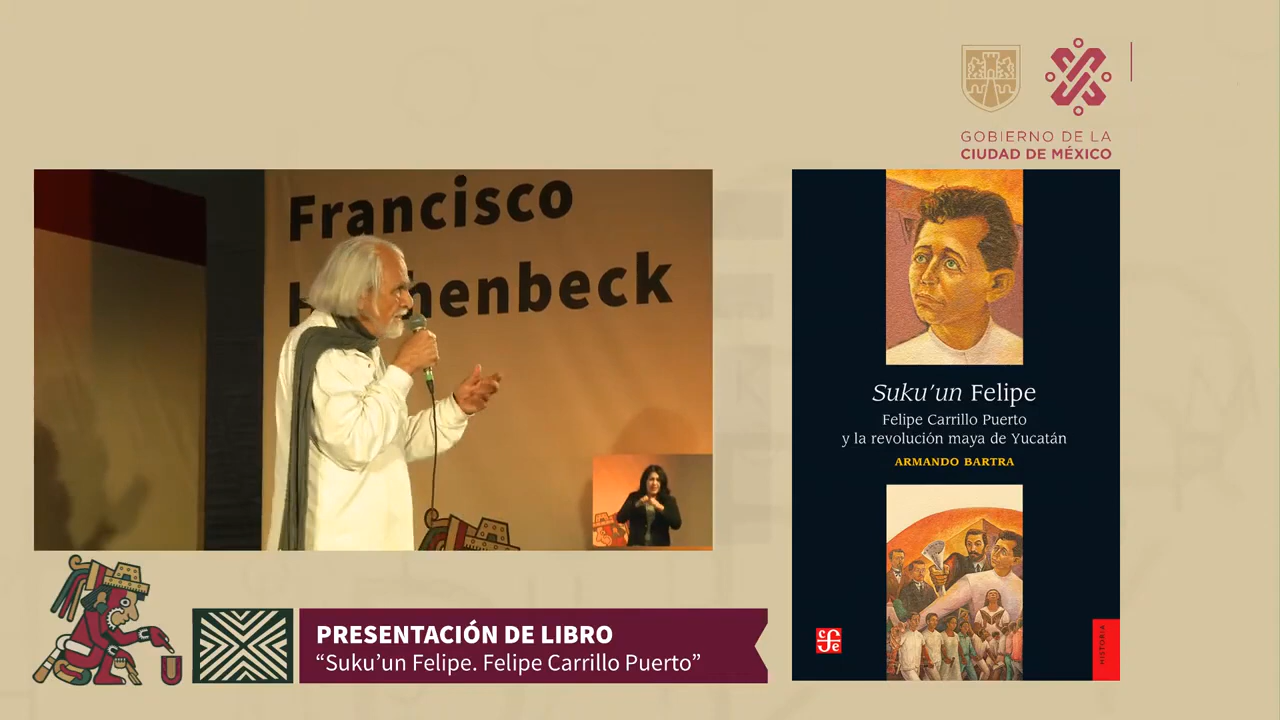 GOBIERNO DE LA
CIUDAD DE MÉXICO
Francisco
henbeck
Suku’un Felipe
Felipe Carrillo Puerto
y la revolución maya de Yucatán
ARMANDO BARTRA
cfe
HISTORIA
PRESENTACIÓN DE LIBRO
“Suku’un Felipe. Felipe Carrillo Puerto”